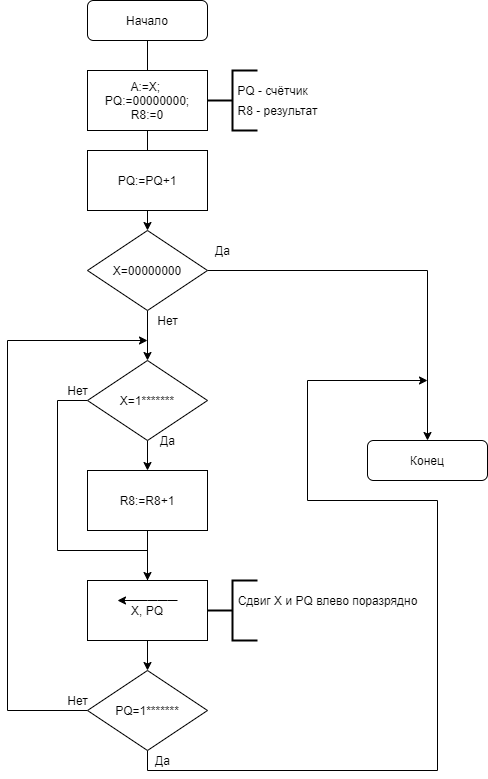 Начало
A:=X;
PQ:=00000000;
R8:=0
PQ - счётчик
R8 - результат
PQ:=PQ+1
X=00000000
Да
Нет
X=1*******
Нет
Да
R8:=R8+1
Конец
X, PQ
Сдвиг X и PQ влево поразрядно
Нет
PQ=1*******
Да